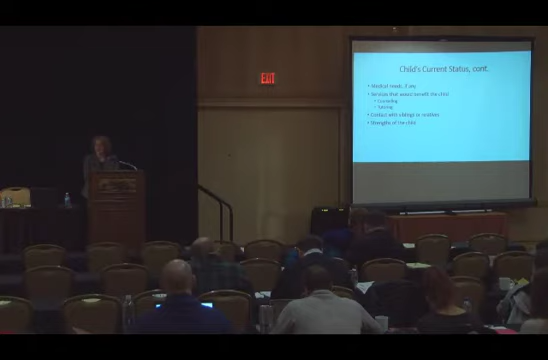 EXIT
Child's Current Status, cont.
• Medical needs, if any
• Services that would benefit the child
• Counseling
• Tutoring
• Contact with siblings or relatives
• Strengths of the child